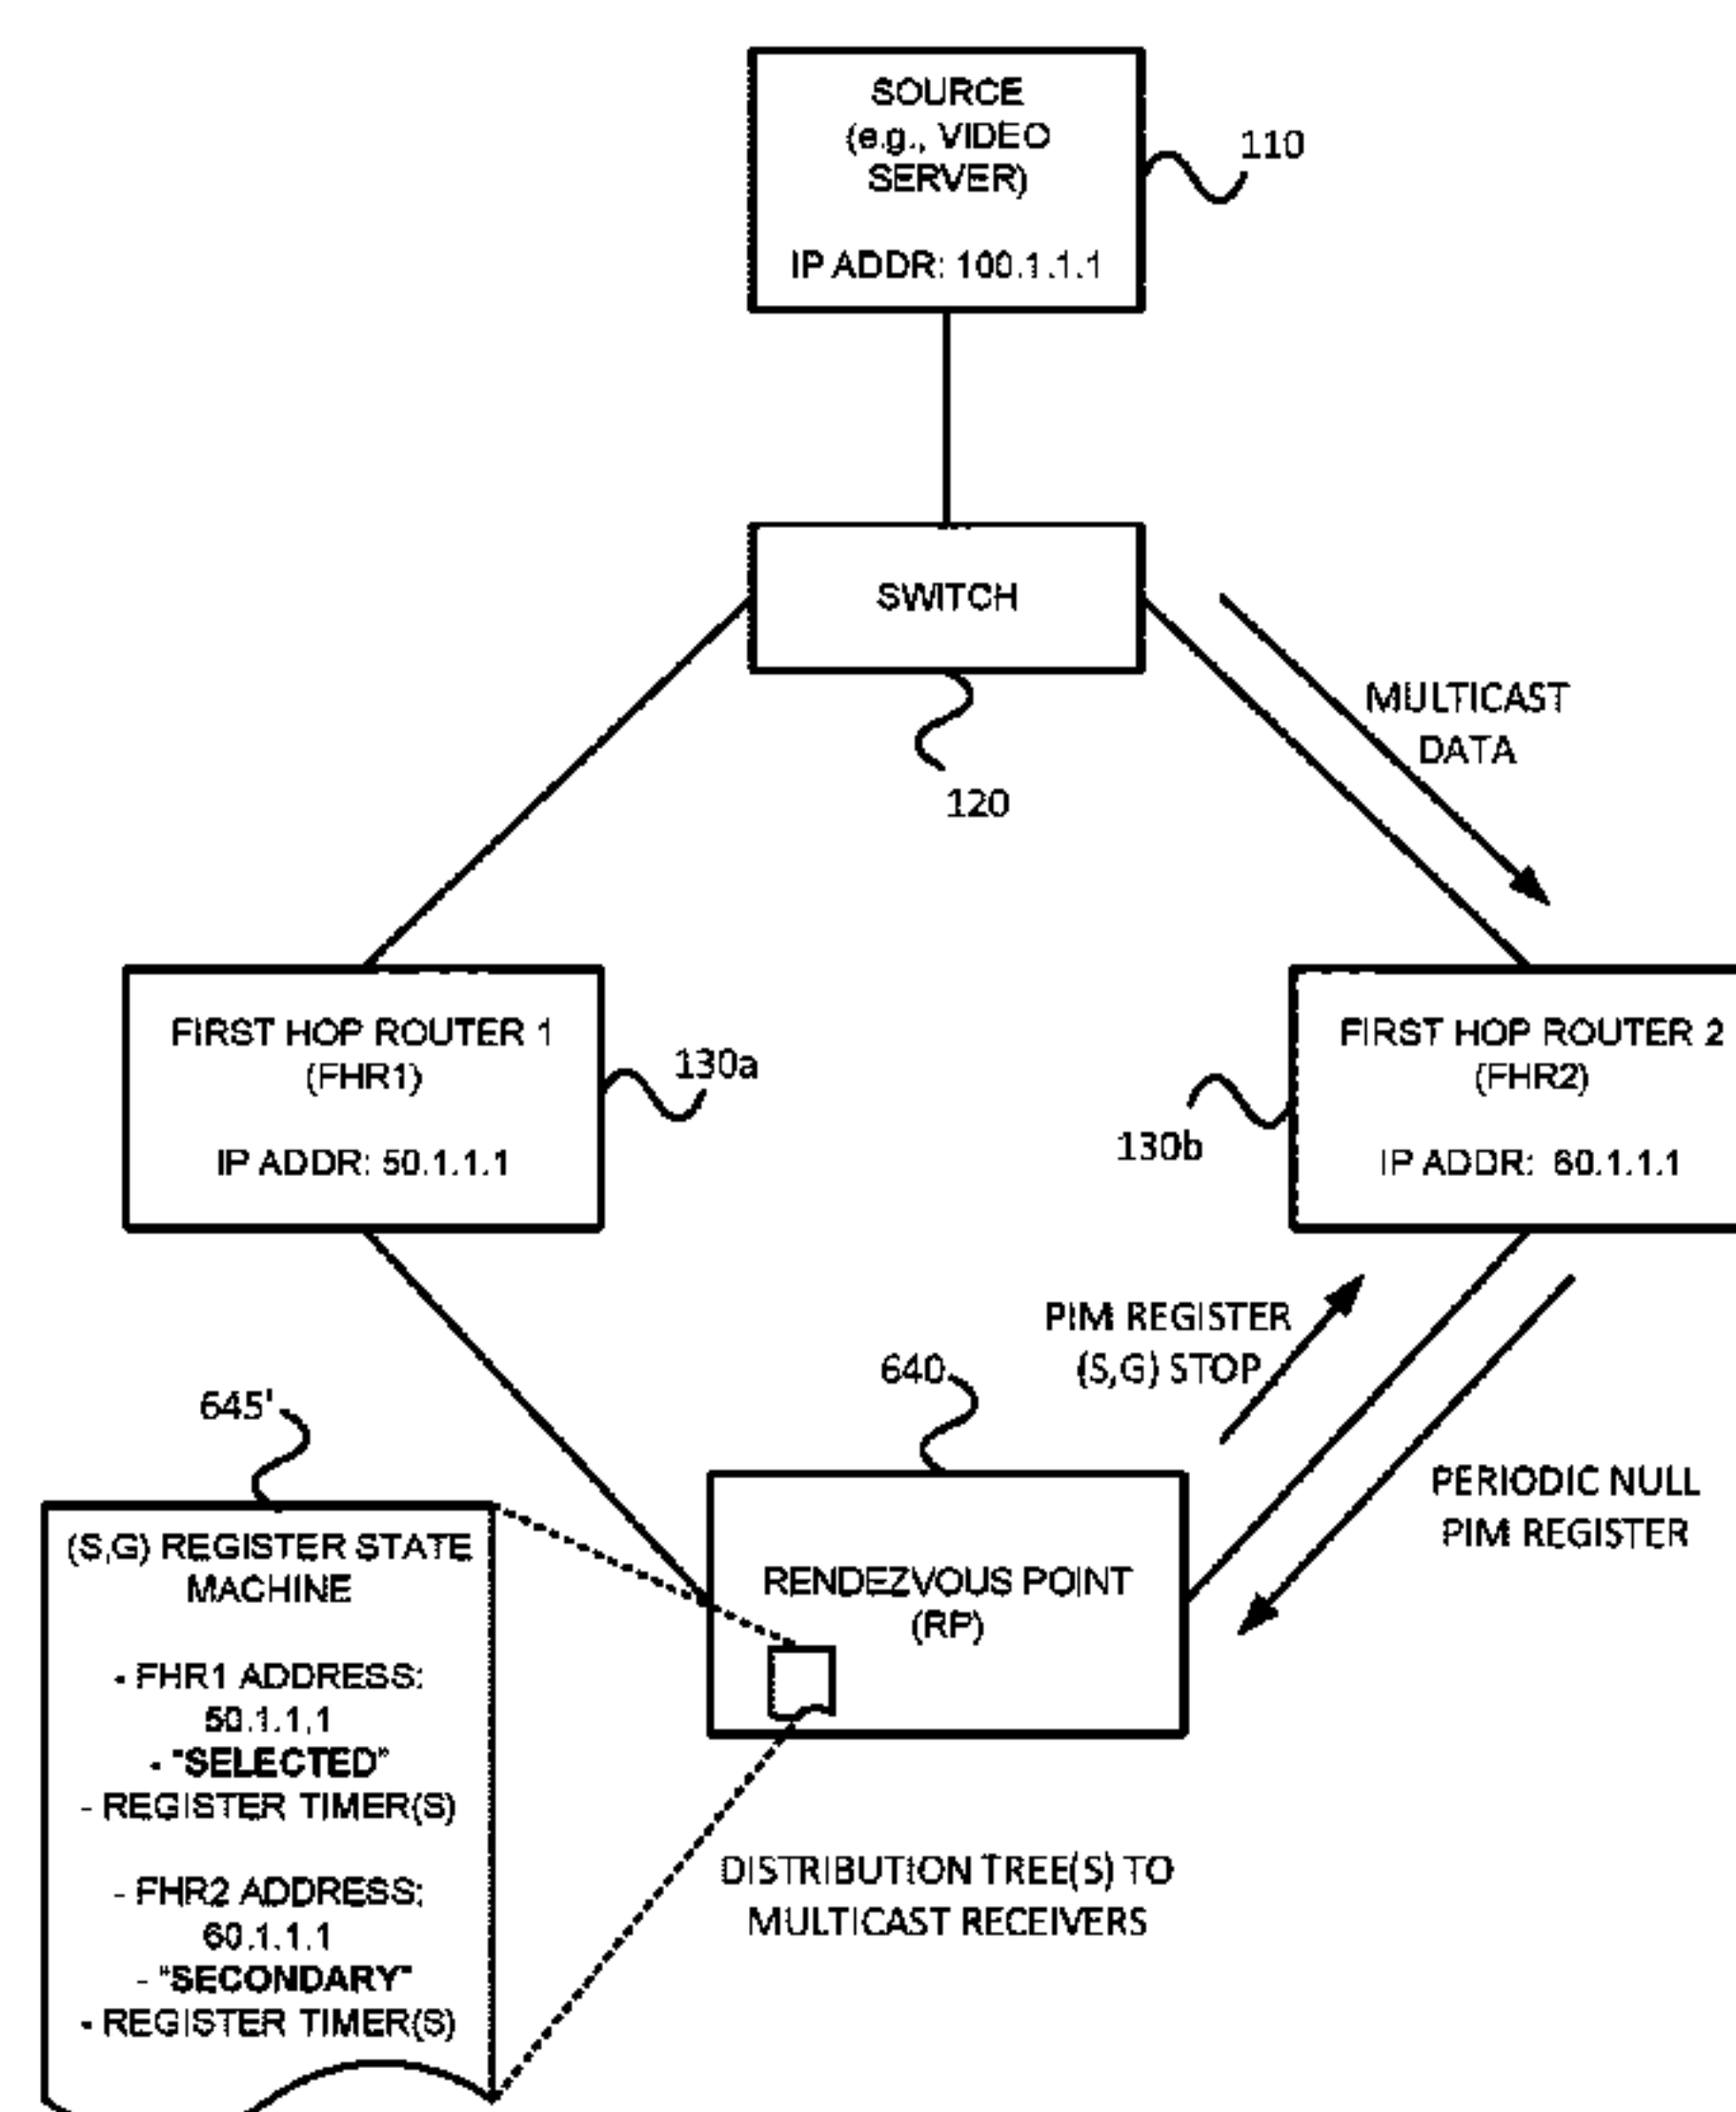 SOURCE
(e.g., VIDEO
SERVER)
IP ADDR: 100.1.1.1
110
SWITCH
120
MULTICAST
DATA
FIRST HOP ROUTER 1
(FHR1)
IP ADDR: 50.1.1.1
130a
FIRST HOP ROUTER 2
(FHR2)
IP ADDR: 60.1.1.1
130b
PIM REGISTER
(S,G) STOP
640
645'
PERIODIC NULL
PIM REGISTER
RENDEZVOUS POINT
(RP)
(S,G) REGISTER STATE
MACHINE
- FHR1 ADDRESS:
50.1.1.1
- "SELECTED"
- REGISTER TIMER(S)
- FHR2 ADDRESS:
60.1.1.1
- "SECONDARY"
- REGISTER TIMER(S)
DISTRIBUTION TREE(S) TO
MULTICAST RECEIVERS